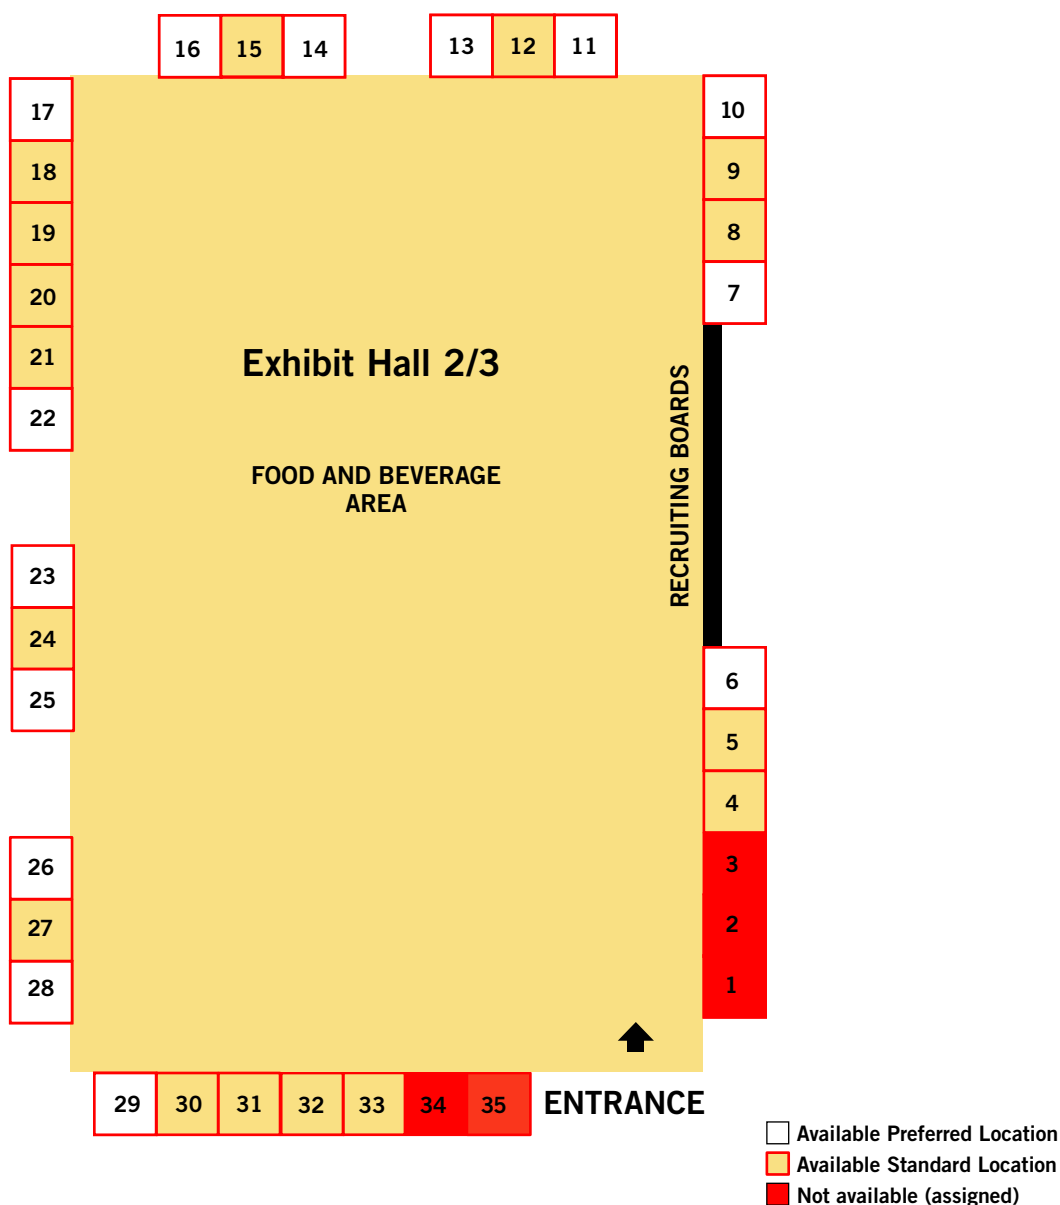 16 15 14 13 12 11
17
18
19
20
21
22
10
9
8
7
Exhibit Hall 2/3
FOOD AND BEVERAGE
AREA
RECRUITING BOARDS
23
24
25
6
5
4
3
2
1
26
27
28
29 30 31 32 33 34 35 ENTRANCE
Available Preferred Location
Available Standard Location
Not available (assigned)